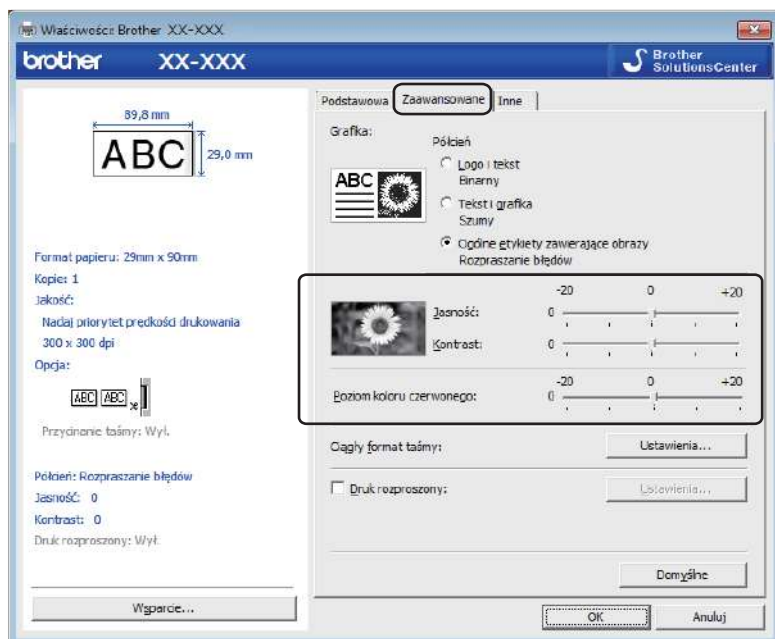 Właściwości: Brother XX-XXX
brother XX-XXX
Brother
SolutionsCenter
89,8 mm
ABC
29,0 mm
Format papieru: 29mm x 90mm
Kopie: 1
Jakość:
Nadaj priorytet prędkości drukowania
300 x 300 dpi
Opcja:
ABC ABC
Przycinanie taśmy: Wył.
Półcień: Rozpraszanie błędów
Jasność: 0
Kontrast: 0
Druk rozproszony: Wył.
Wsparcie...
Podstawowa Zaawansowane Inne
Grafika:
ABC
Półcień
Logo i tekst
Binarny
Tekst i grafika
Szumy
Ogólne etykiety zawierające obrazy
Rozpraszanie błędów
-20 0 +20
Jasność: 0
Kontrast: 0
-20 0 +20
Poziom koloru czerwonego: 0
Ciągły format taśmy: Ustawienia...
Druk rozproszony: Ustawienia...
Domyślne
OK Anuluj